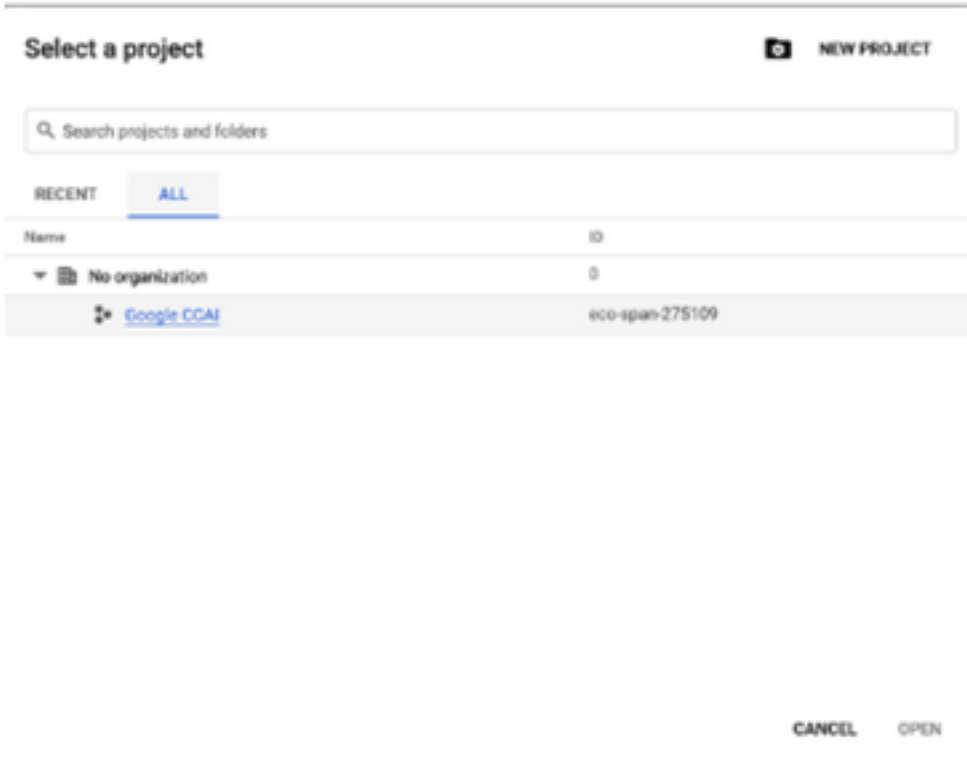 Select a project
NEW PROJECT
Search projects and folders
RECENT ALL
Name ID
No organization 0
Google CCAI eco-span-275109
CANCEL OPEN